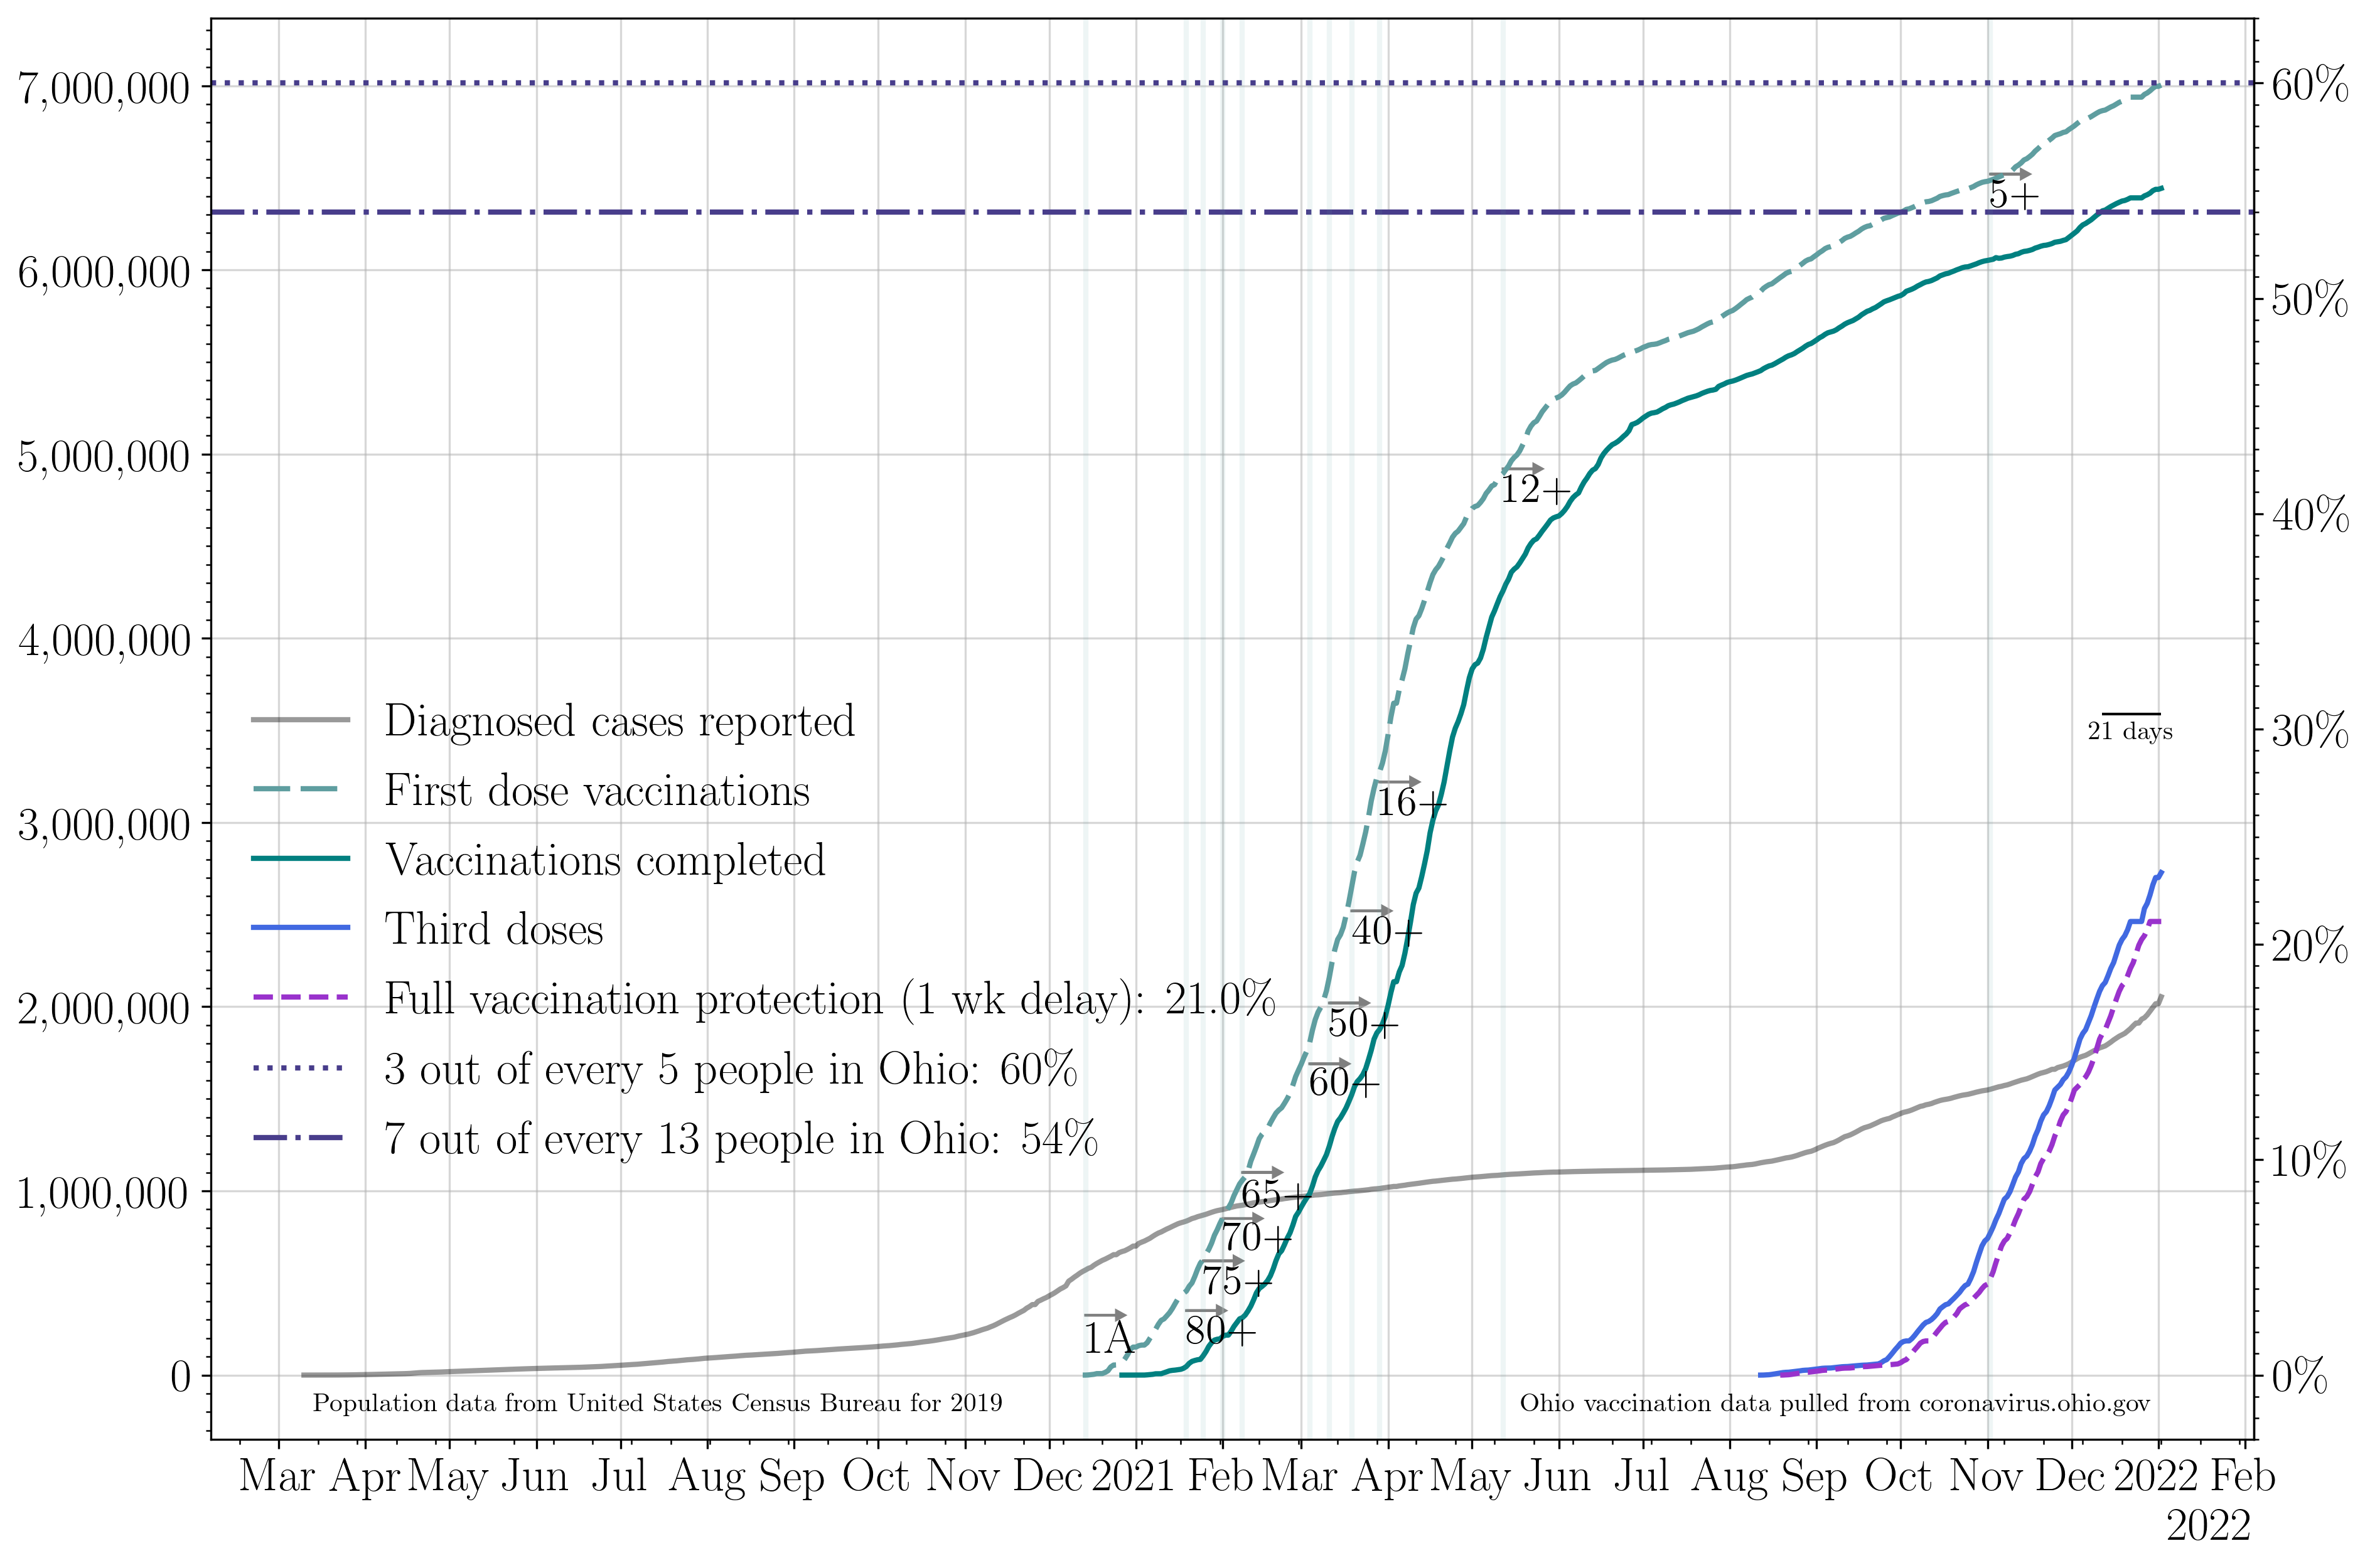 7,000,000
6,000,000
5,000,000
4,000,000
3,000,000
2,000,000
1,000,000
0
60%
50%
40%
30%
20%
10%
0%
5+
12+
16+
40+
50+
60+
65+
70+
75+
80+
1A
21 days
Diagnosed cases reported
First dose vaccinations
Vaccinations completed
Third doses
Full vaccination protection (1 wk delay): 21.0%
3 out of every 5 people in Ohio: 60%
7 out of every 13 people in Ohio: 54%
Population data from United States Census Bureau for 2019
Ohio vaccination data pulled from coronavirus.ohio.gov
Mar Apr May Jun Jul Aug Sep Oct Nov Dec 2021 Feb Mar Apr May Jun Jul Aug Sep Oct Nov Dec 2022 Feb
2022